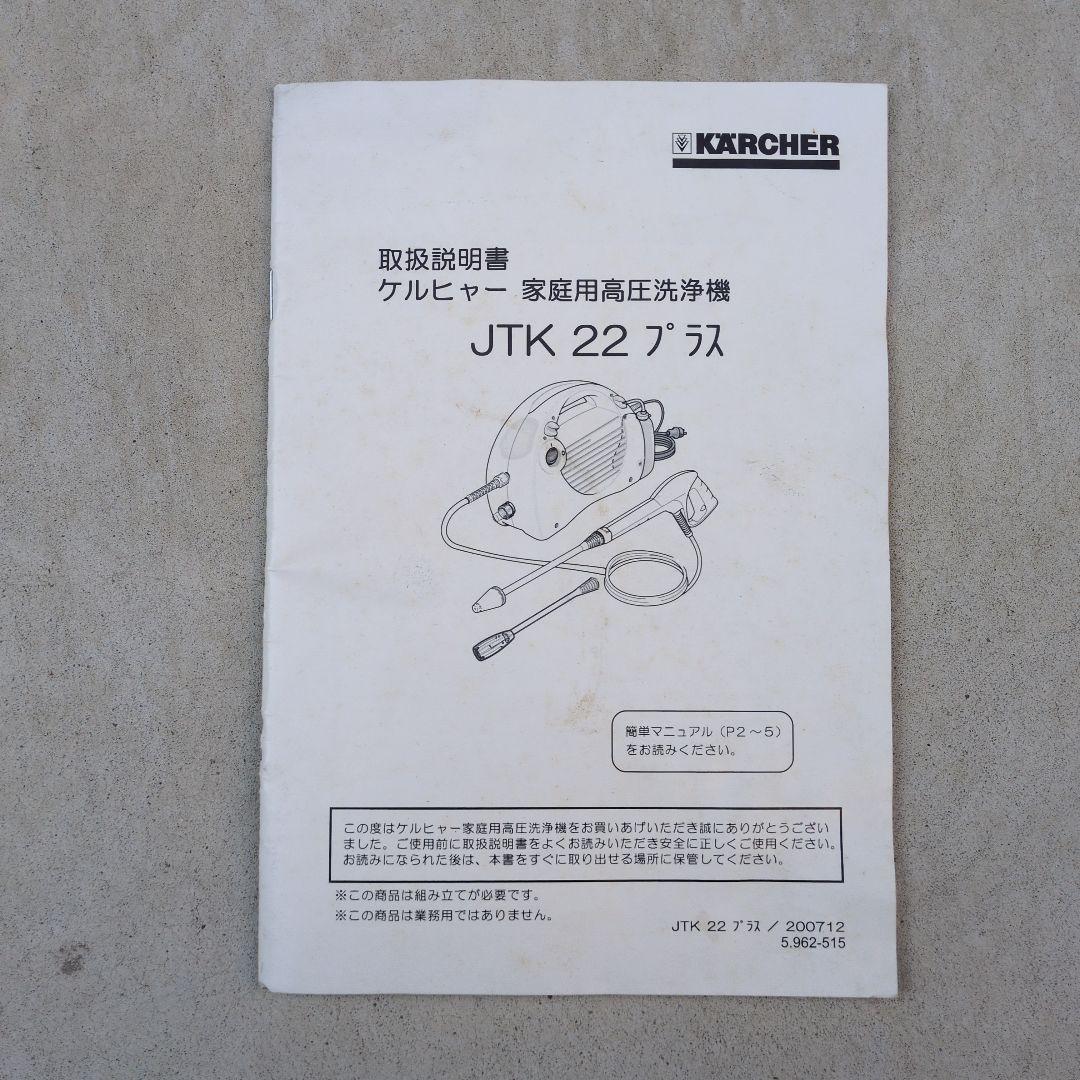 KÄRCHER
取扱説明書
ケルヒャー 家庭用高圧洗浄機
JTK 22 プラス
簡単マニュアル（P2～5）
をお読みください。
この度はケルヒャー家庭用高圧洗浄機をお買いあげいただき誠にありがとうござい
ました。ご使用前に取扱説明書をよくお読みいただき安全に正しくご使用ください。
お読みになられた後は、本書をすぐに取り出せる場所に保管してください。
※この商品は組み立てが必要です。
※この商品は業務用ではありません。
JTK 22 プラス ／ 200712
5.962-515